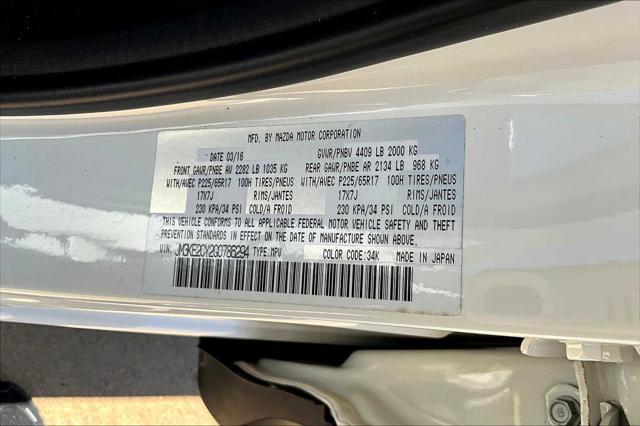 MFD. BY MAZDA MOTOR CORPORATION
DATE 03/16 GVWR/PNBV 4409 LB 2000 KG
FRONT GAWR/PNBE AV 2282 LB 1035 KG REAR GAWR/PNBE AR 2134 LB 968 KG
WITH/AVEC P225/65R17 100H TIRES/PNEUS WITH/AVEC P225/65R17 100H TIRES/PNEUS
17X7J RIMS/JANTES 17X7J RIMS/JANTES
230 KPA/34 PSI COLD/A FROID 230 KPA/34 PSI COLD/A FROID
THIS VEHICLE CONFORMS TO ALL APPLICABLE FEDERAL MOTOR VEHICLE SAFETY AND THEFT
PREVENTION STANDARDS IN EFFECT ON THE DATE OF MANUFACTURE SHOWN ABOVE.
VIN: JM3KE2CY2G0786294 TYPE:MPV COLOR CODE:34K MADE IN JAPAN